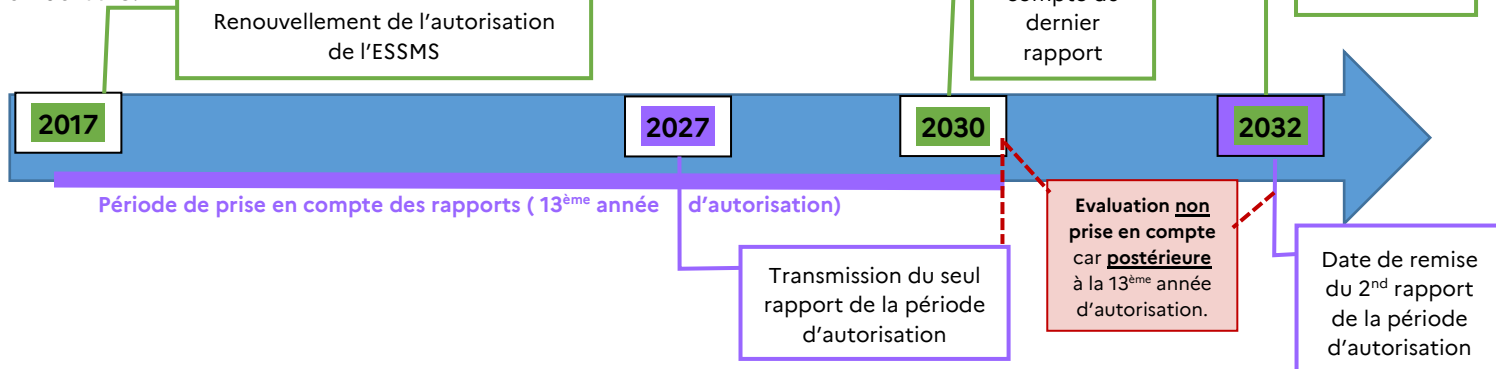 Renouvellement de l'autorisation
de l'ESSMS
dernier
rapport
2017
2027
2030
2032
Période de prise en compte des rapports ( 13ème année d'autorisation)
Evaluation non
prise en compte
car postérieure
à la 13ème année
d'autorisation.
Transmission du seul
rapport de la période
d'autorisation
Date de remise
du 2nd rapport
de la période
d'autorisation